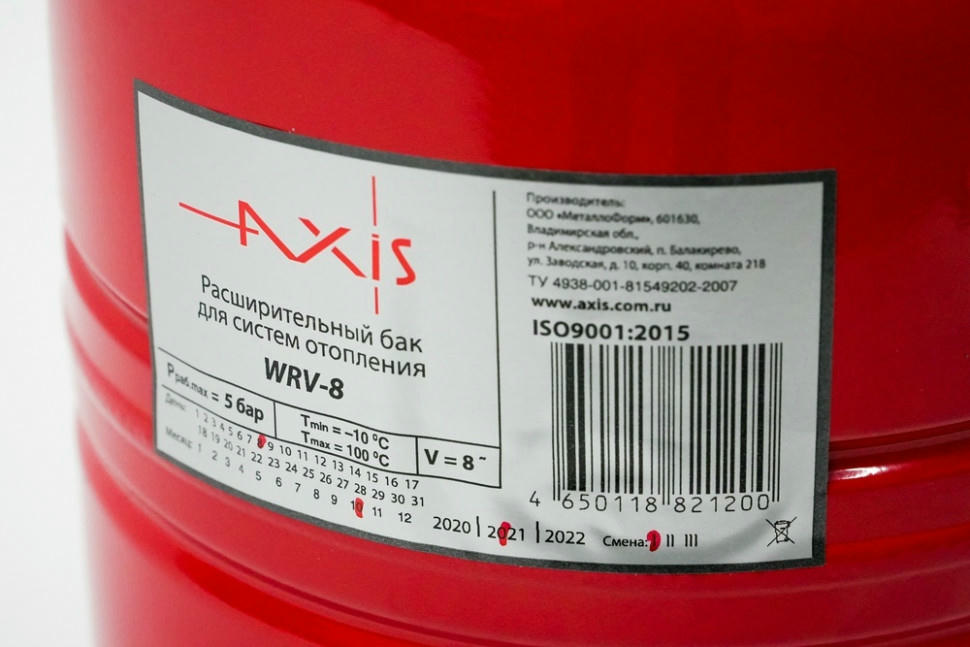 AXIS
Расширительный бак
для систем отопления
WRV-8
Pраб.max = 5 бар
Tmin = –10 ⁰C
Tmax = 100 ⁰C
V = 8 ˜
День: 1 2 3 4 5 6 7 8 9 10 11 12 13 14 15 16 17
18 19 20 21 22 23 24 25 26 27 28 29 30 31
Месяц: 1 2 3 4 5 6 7 8 9 10 11 12
2020 | 2021 | 2022
Смена: I II III
Производитель:
ООО «МеталлоФорм», 601630,
Владимирская обл.,
р-н Александровский, п. Балакирево,
ул. Заводская, д. 10, корп. 40, комната 218
ТУ 4938-001-81549202-2007
www.axis.com.ru
ISO9001:2015
4 650118 821200